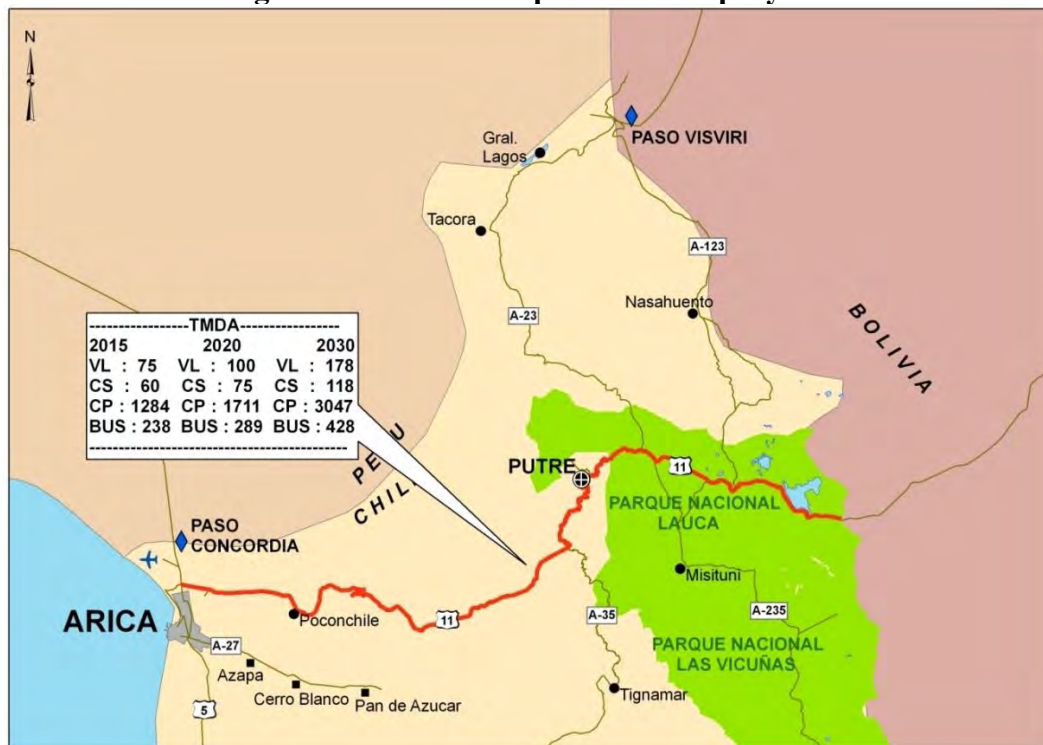 N
PASO VISVIRI
Gral.
Lagos
Tacora
A-123
Nasahuento
A-23
BOLIVIA
-----------------TMDA-----------------
2015 2020 2030
VL : 75 VL : 100 VL : 178
CS : 60 CS : 75 CS : 118
CP : 1284 CP : 1711 CP : 3047
BUS : 238 BUS : 289 BUS : 428
PUTRE
11
PARQUE NACIONAL
LAUCA
PASO
CONCORDIA
Misituni
ARICA
Poconchile
11
A-35
A-235
A-27
PARQUE NACIONAL
LAS VICUÑAS
Azapa
Cerro Blanco
Pan de Azucar
Tignamar
5